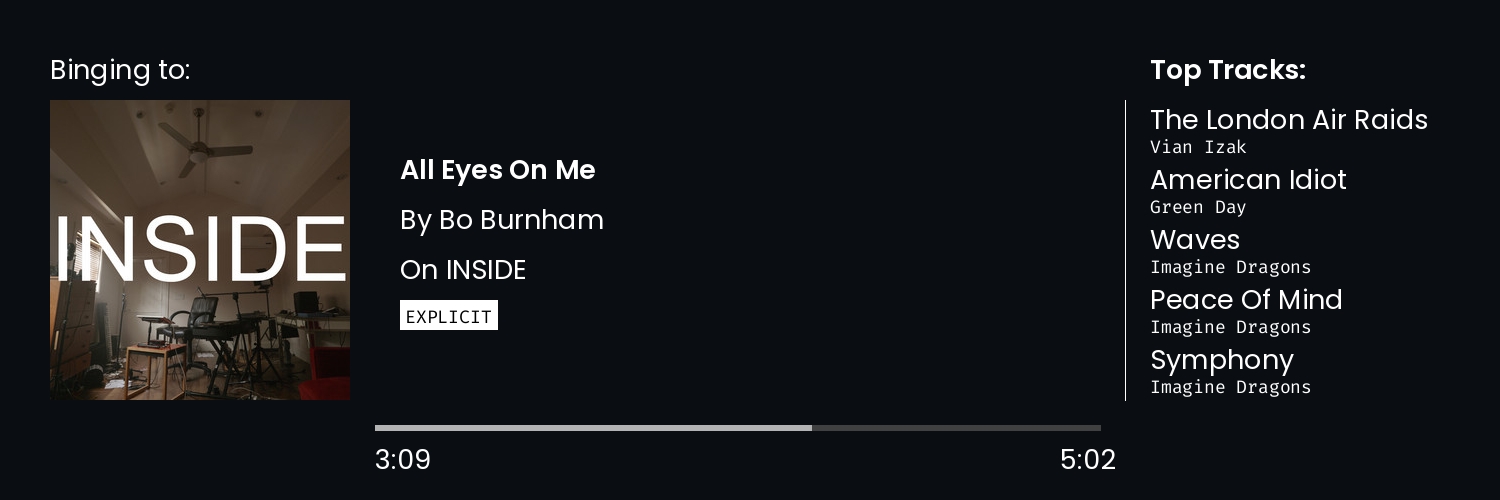 Binging to:
INSIDE
All Eyes On Me
By Bo Burnham
On INSIDE
EXPLICIT
3:09
5:02
Top Tracks:
The London Air Raids
Vian Izak
American Idiot
Green Day
Waves
Imagine Dragons
Peace Of Mind
Imagine Dragons
Symphony
Imagine Dragons